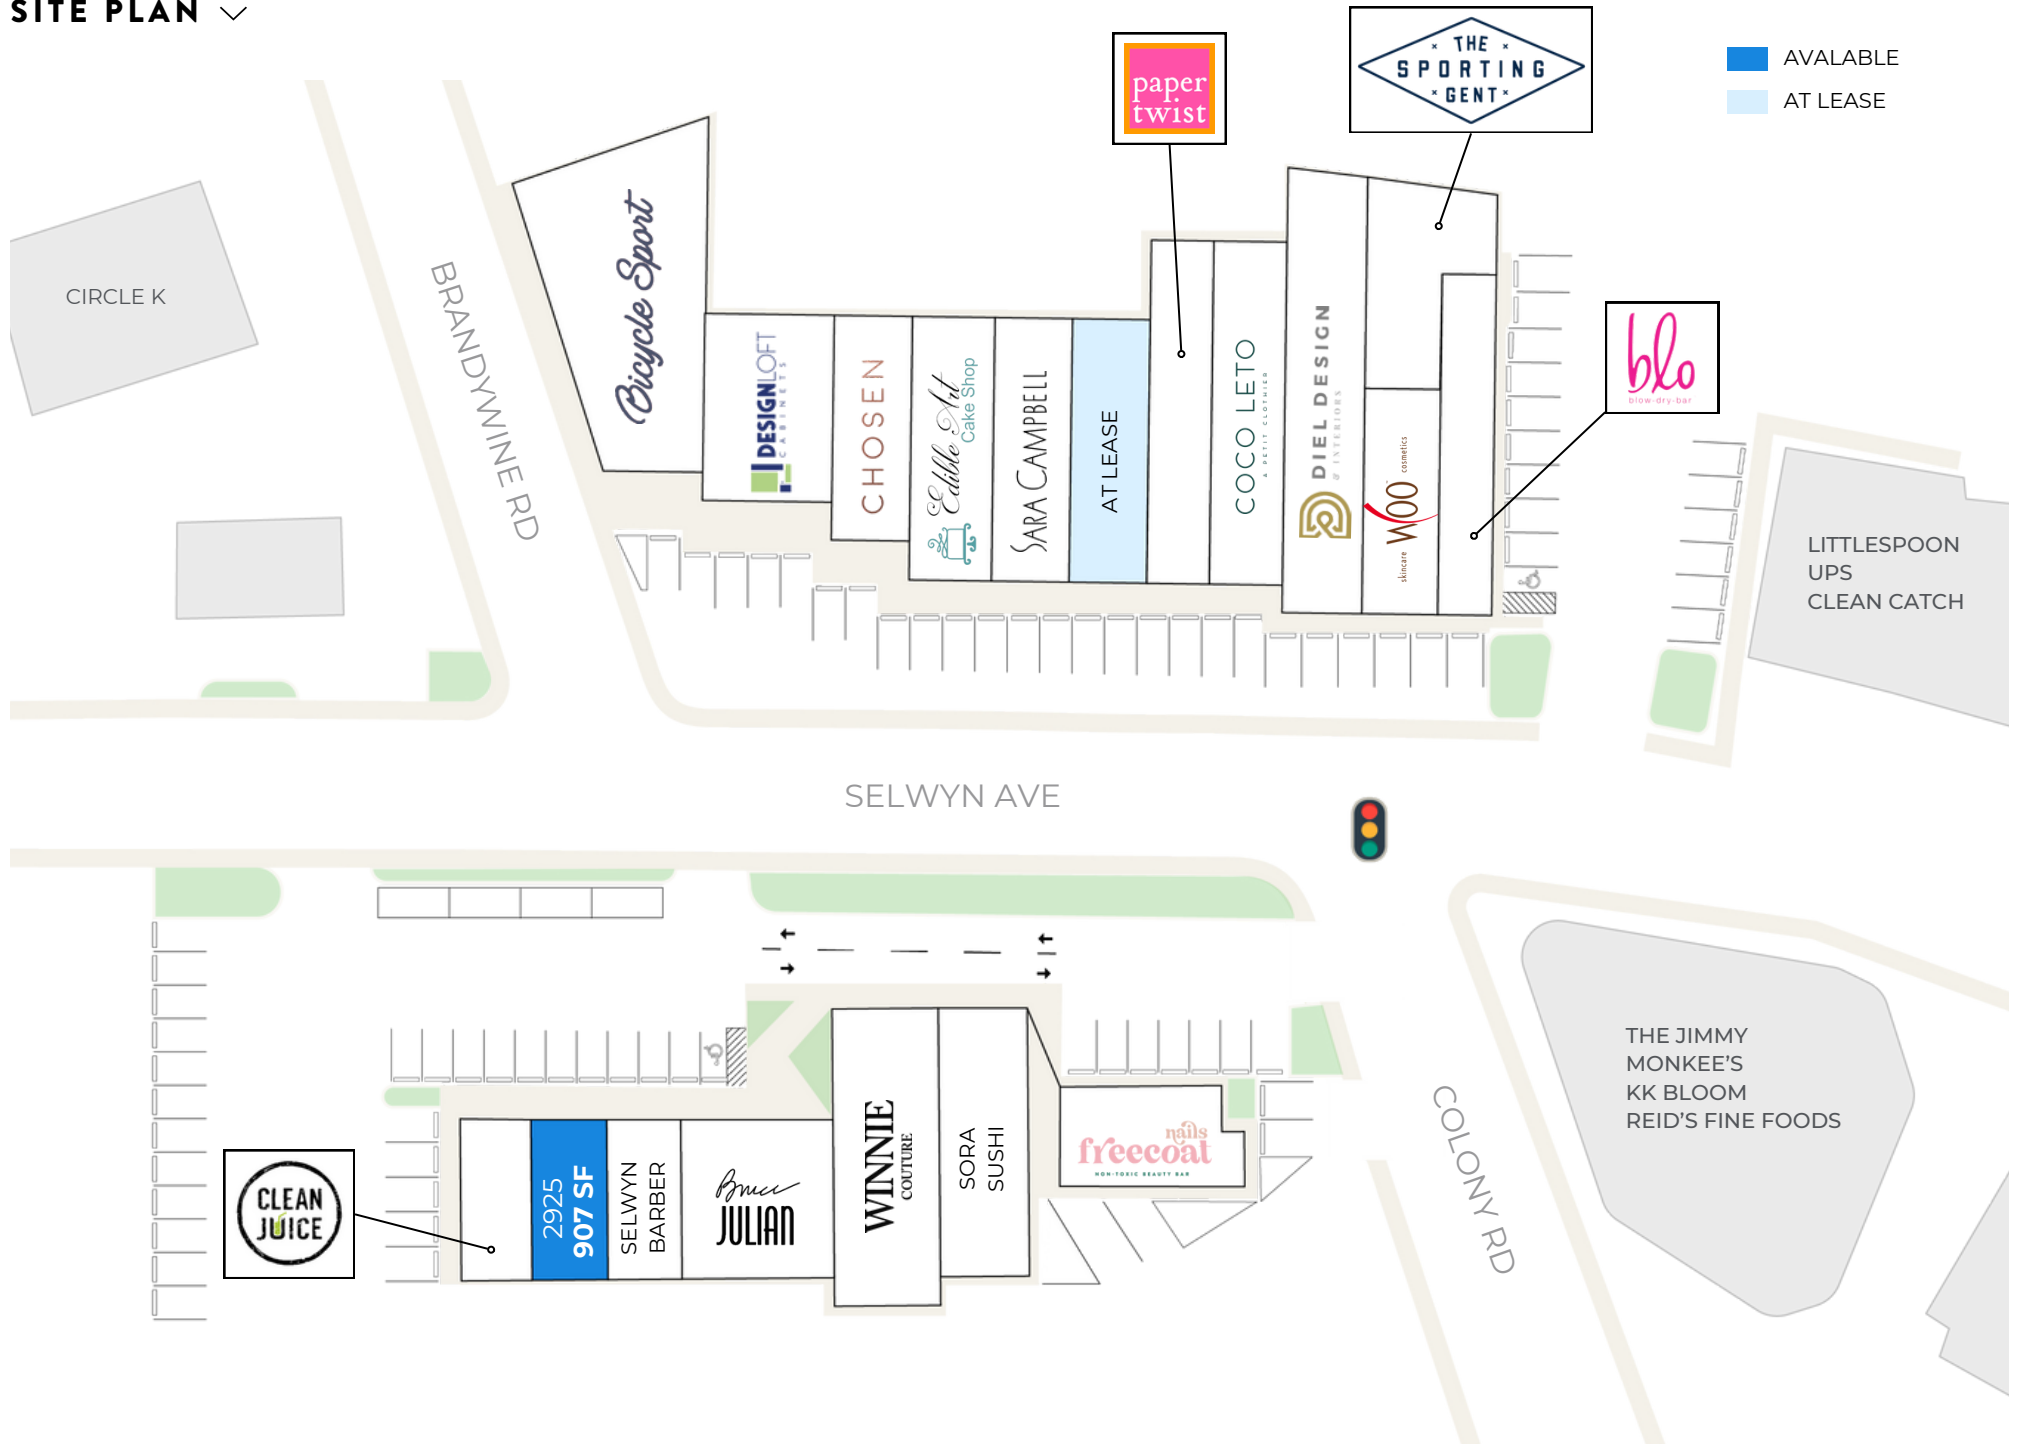 SITE PLAN
AVALABLE
AT LEASE
paper
twist
THE
SPORTING
GENT
CIRCLE K
BRANDYWINE RD
Bicycle Sport
DESIGNLOFT
CABINETS
CHOSEN
Edible Art
Cake Shop
SARA CAMPBELL
AT LEASE
COCO LETO
A PETIT CLOTHIER
DIEL DESIGN
& INTERIORS
skincare WOO cosmetics
blo
blow-dry-bar
LITTLESPOON
UPS
CLEAN CATCH
SELWYN AVE
CLEAN
JUICE
2925
907 SF
SELWYN
BARBER
Bruce
JULIAN
WINNIE
COUTURE
SORA
SUSHI
nails
freecoat
NON-TOXIC BEAUTY BAR
COLONY RD
THE JIMMY
MONKEE'S
KK BLOOM
REID'S FINE FOODS